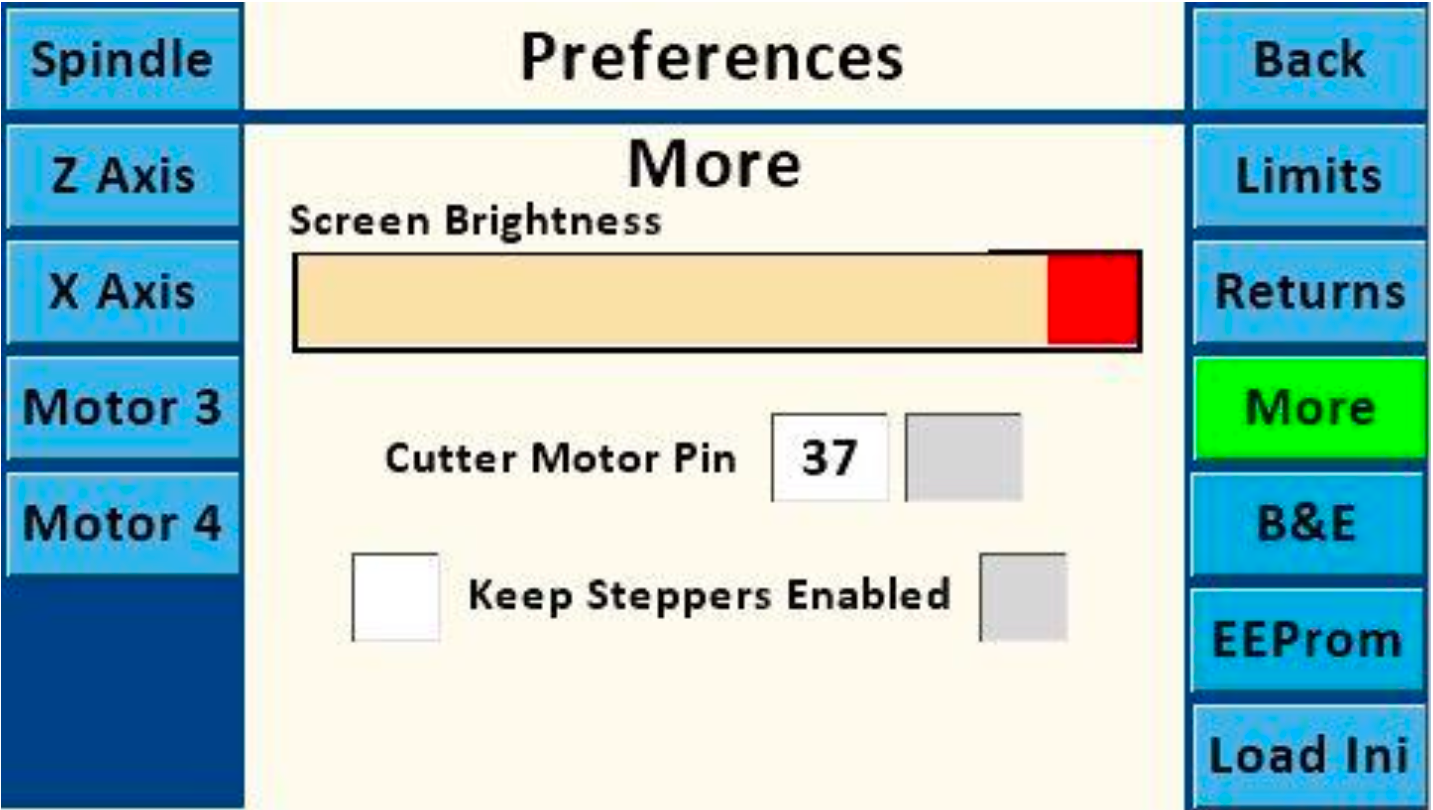 Spindle
Preferences
Back
Z Axis
More
Limits
Screen Brightness
X Axis
Returns
Motor 3
More
Cutter Motor Pin 37
Motor 4
B&E
Keep Steppers Enabled
EEProm
Load Ini